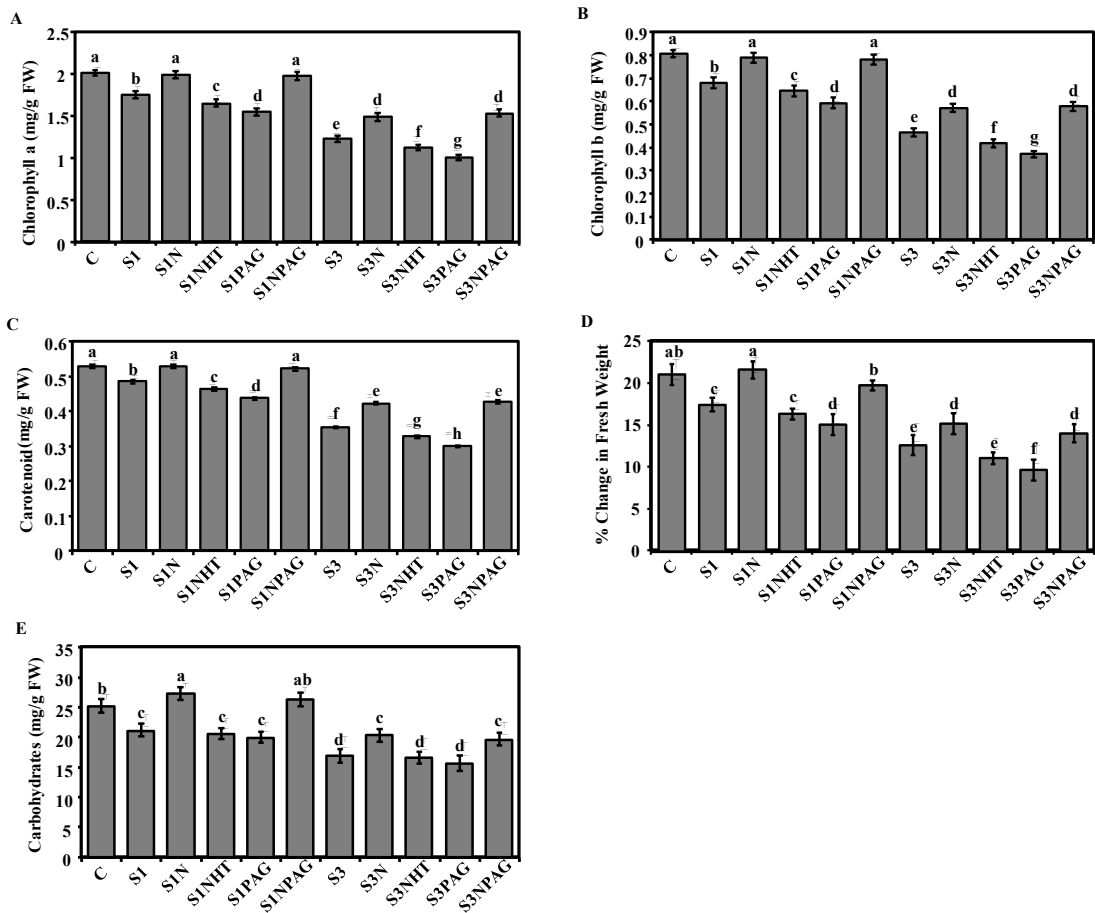 A
Chlorophyll a (mg/g FW)
2.5
2
1.5
1
0.5
0
a
b
a
c
d
a
e
d
f
g
d
C
S1
S1N
S1NHT
S1PAG
S1NPAG
S3
S3N
S3NHT
S3PAG
S3NPAG
B
Chlorophyll b (mg/g FW)
0.9
0.8
0.7
0.6
0.5
0.4
0.3
0.2
0.1
0
a
b
a
c
d
a
e
d
f
g
d
C
S1
S1N
S1NHT
S1PAG
S1NPAG
S3
S3N
S3NHT
S3PAG
S3NPAG
C
Carotenoid (mg/g FW)
0.6
0.5
0.4
0.3
0.2
0.1
0
a
b
a
c
d
a
f
e
g
h
e
C
S1
S1N
S1NHT
S1PAG
S1NPAG
S3
S3N
S3NHT
S3PAG
S3NPAG
D
% Change in Fresh Weight
25
20
15
10
5
0
ab
c
a
c
d
b
e
d
e
f
d
C
S1
S1N
S1NHT
S1PAG
S1NPAG
S3
S3N
S3NHT
S3PAG
S3NPAG
E
Carbohydrates (mg/g FW)
35
30
25
20
15
10
5
0
b
c
a
c
c
ab
d
c
d
d
c
C
S1
S1N
S1NHT
S1PAG
S1NPAG
S3
S3N
S3NHT
S3PAG
S3NPAG